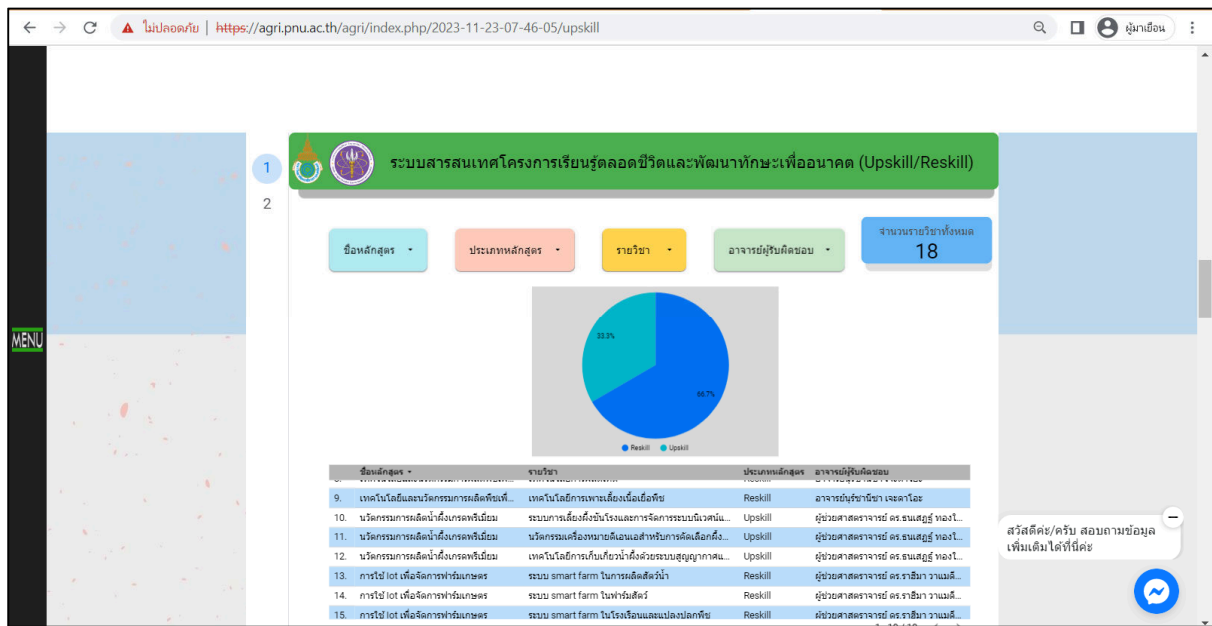 ไม่ปลอดภัย | https://agri.pnu.ac.th/agri/index.php/2023-11-23-07-46-05/upskill
ผู้มาเยือน
MENU
1
2
ระบบสารสนเทศโครงการเรียนรู้ตลอดชีวิตและพัฒนาทักษะเพื่ออนาคต (Upskill/Reskill)
ชื่อหลักสูตร
ประเภทหลักสูตร
รายวิชา
อาจารย์ผู้รับผิดชอบ
จำนวนรายวิชาทั้งหมด
18
33.3%
66.7%
Reskill Upskill
ชื่อหลักสูตร รายวิชา ประเภทหลักสูตร อาจารย์ผู้รับผิดชอบ
9. เทคโนโลยีและนวัตกรรมการผลิตพืชเพื่... เทคโนโลยีการเพาะเลี้ยงเนื้อเยื่อพืช Reskill อาจารย์นุร์ซานีซา เจะดาโอะ
10. นวัตกรรมการผลิตน้ำผึ้งเกรดพรีเมี่ยม ระบบการเลี้ยงผึ้งชันโรงและการจัดการระบบนิเวศน์แ... Upskill ผู้ช่วยศาสตราจารย์ ดร.ธนเสฏฐ์ ทองใ...
11. นวัตกรรมการผลิตน้ำผึ้งเกรดพรีเมี่ยม นวัตกรรมเครื่องหมายดีเอนเอสำหรับการคัดเลือกผึ้ง... Upskill ผู้ช่วยศาสตราจารย์ ดร.ธนเสฏฐ์ ทองใ...
12. นวัตกรรมการผลิตน้ำผึ้งเกรดพรีเมี่ยม เทคโนโลยีการเก็บเกี่ยวน้ำผึ้งด้วยระบบสูญญากาศแ... Upskill ผู้ช่วยศาสตราจารย์ ดร.ธนเสฏฐ์ ทองใ...
13. การใช้ Iot เพื่อจัดการฟาร์มเกษตร ระบบ smart farm ในการผลิตสัตว์น้ำ Reskill ผู้ช่วยศาสตราจารย์ ดร.ราฮีมา วาแมดี...
14. การใช้ Iot เพื่อจัดการฟาร์มเกษตร ระบบ smart farm ในฟาร์มสัตว์ Reskill ผู้ช่วยศาสตราจารย์ ดร.ราฮีมา วาแมดี...
15. การใช้ Iot เพื่อจัดการฟาร์มเกษตร ระบบ smart farm ในโรงเรือนและแปลงปลูกพืช Reskill ผู้ช่วยศาสตราจารย์ ดร.ราฮีมา วาแมดี...
สวัสดีค่ะ/ครับ สอบถามข้อมูล
เพิ่มเติมได้ที่นี่ค่ะ